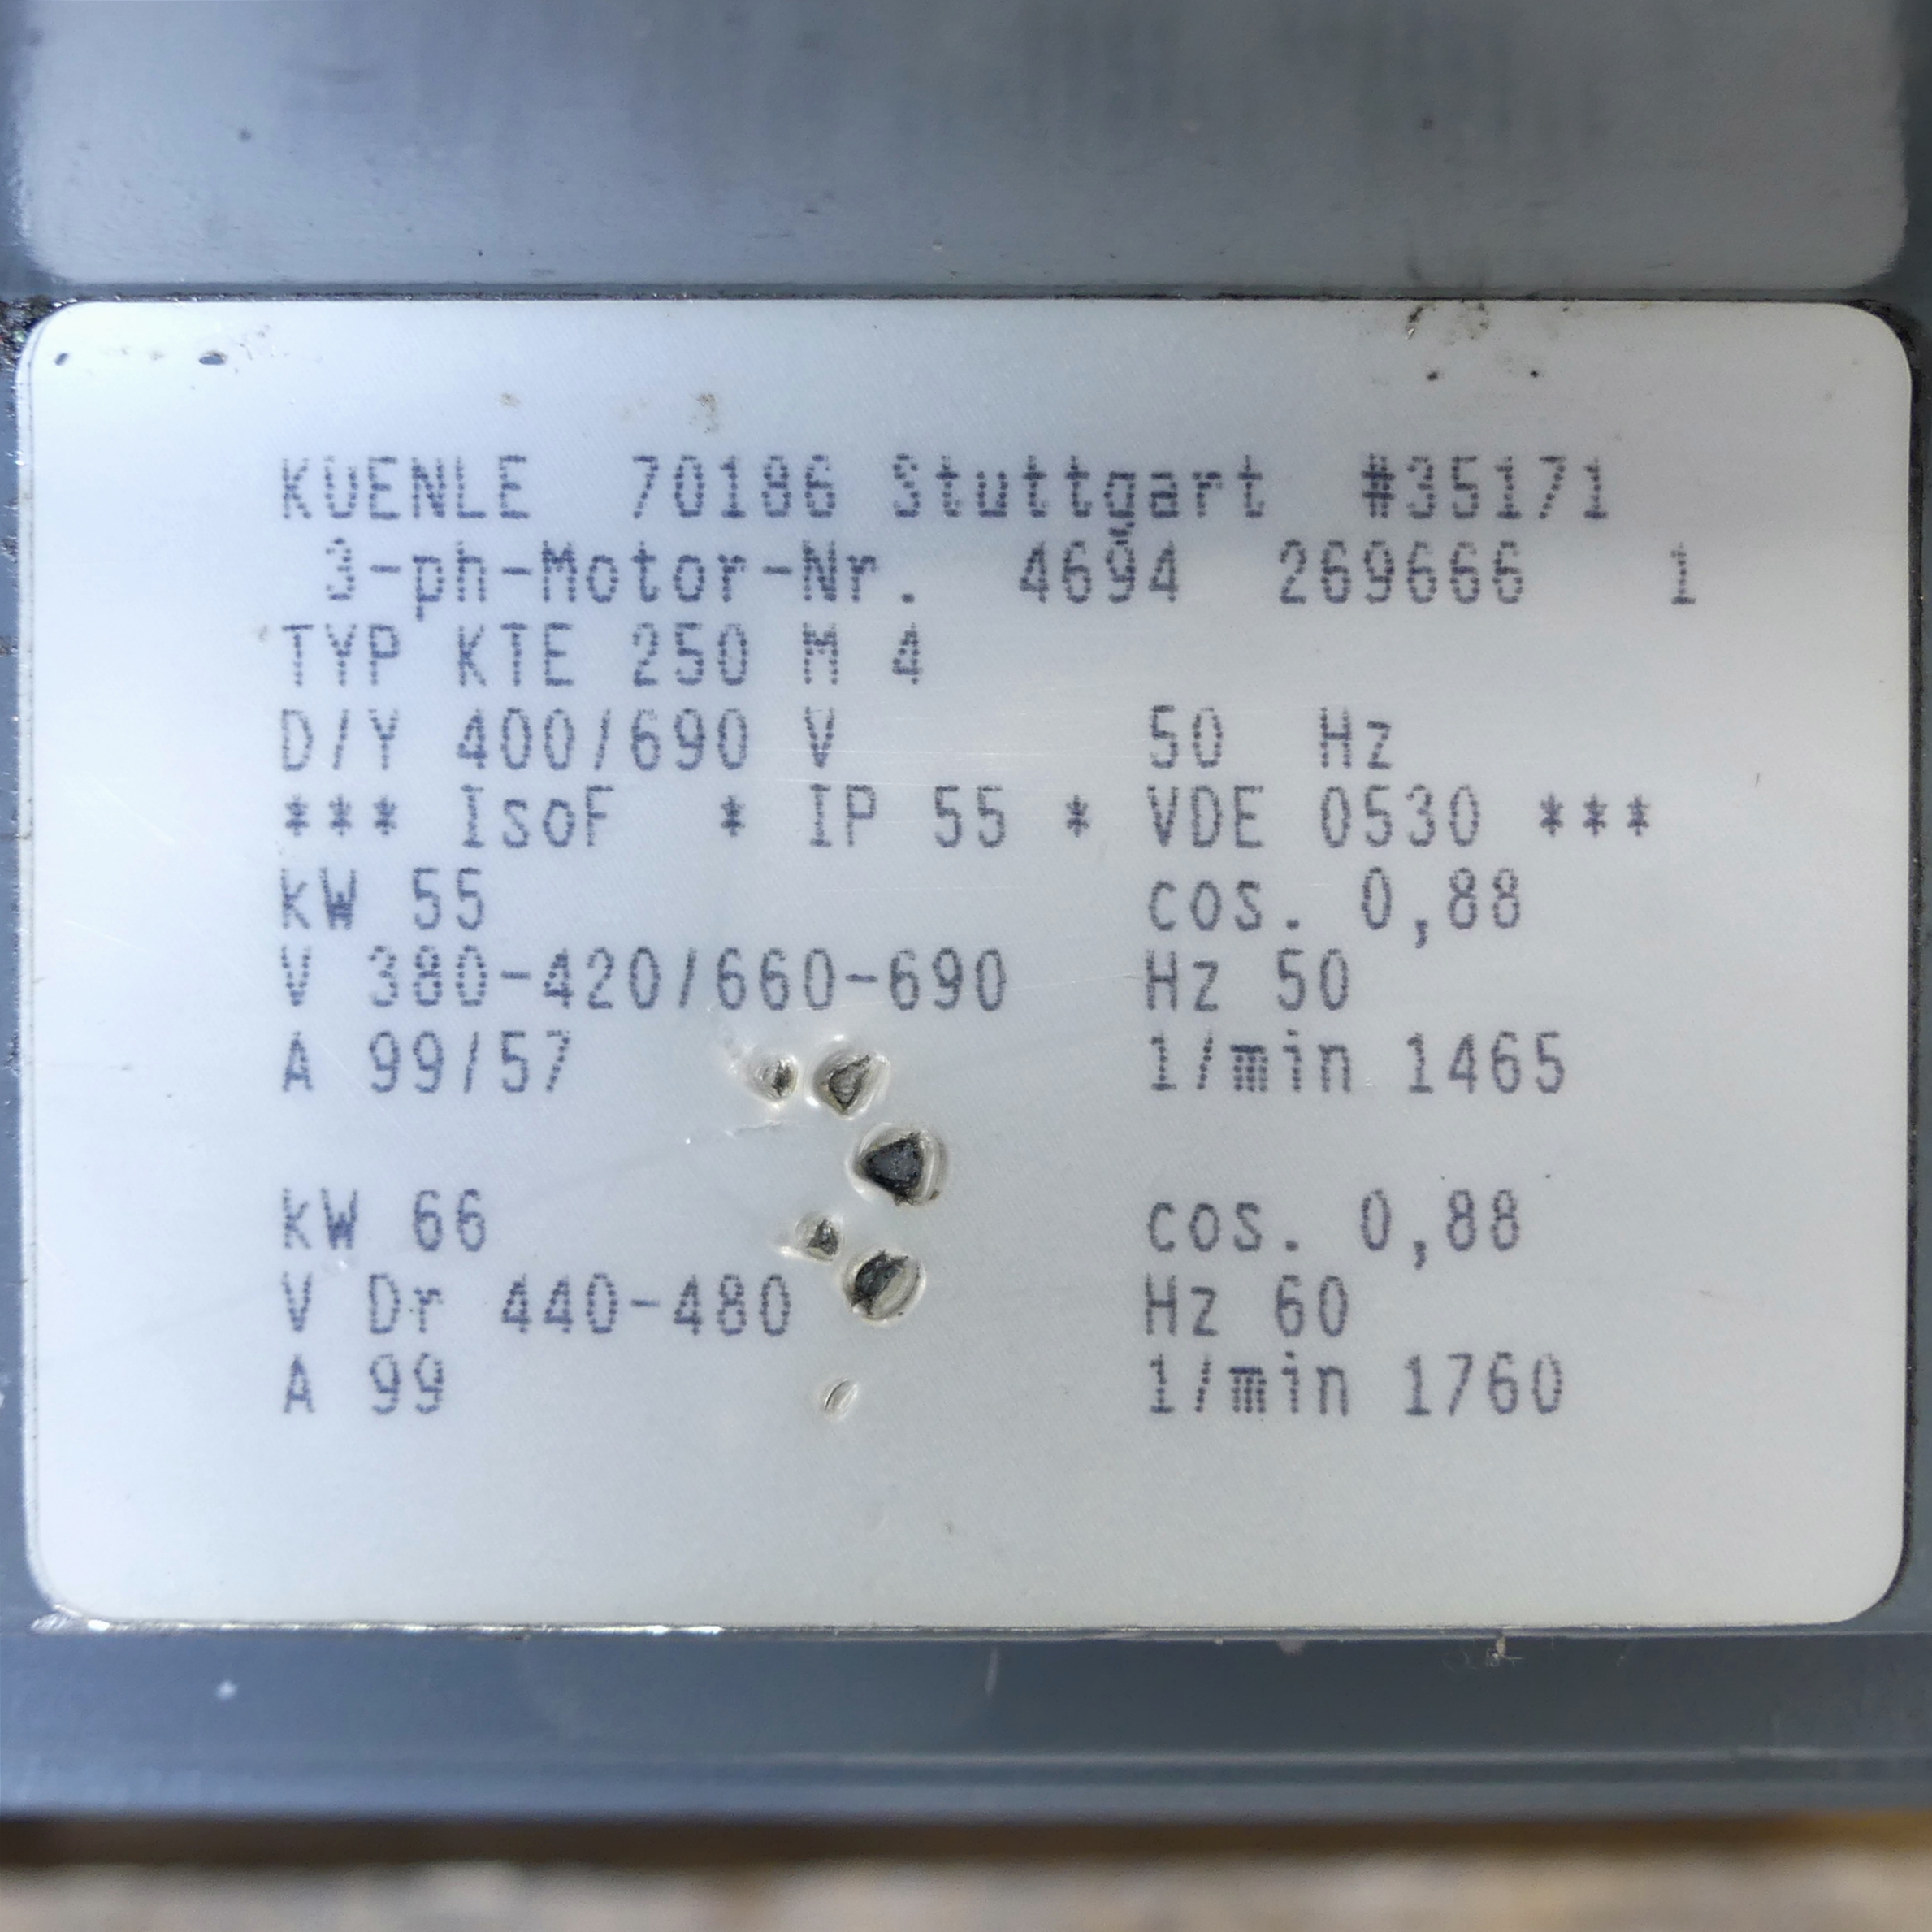 KUENLE 70186 Stuttgart #35171
3-ph-Motor-Nr. 4694 269666 1
TYP KTE 250 M 4
D/Y 400/690 V 50 Hz
*** IsoF * IP 55 * VDE 0530 ***
kW 55 cos. 0,88
V 380-420/660-690 Hz 50
A 99/57 1/min 1465
kW 66 cos. 0,88
V Dr 440-480 Hz 60
A 99 1/min 1760